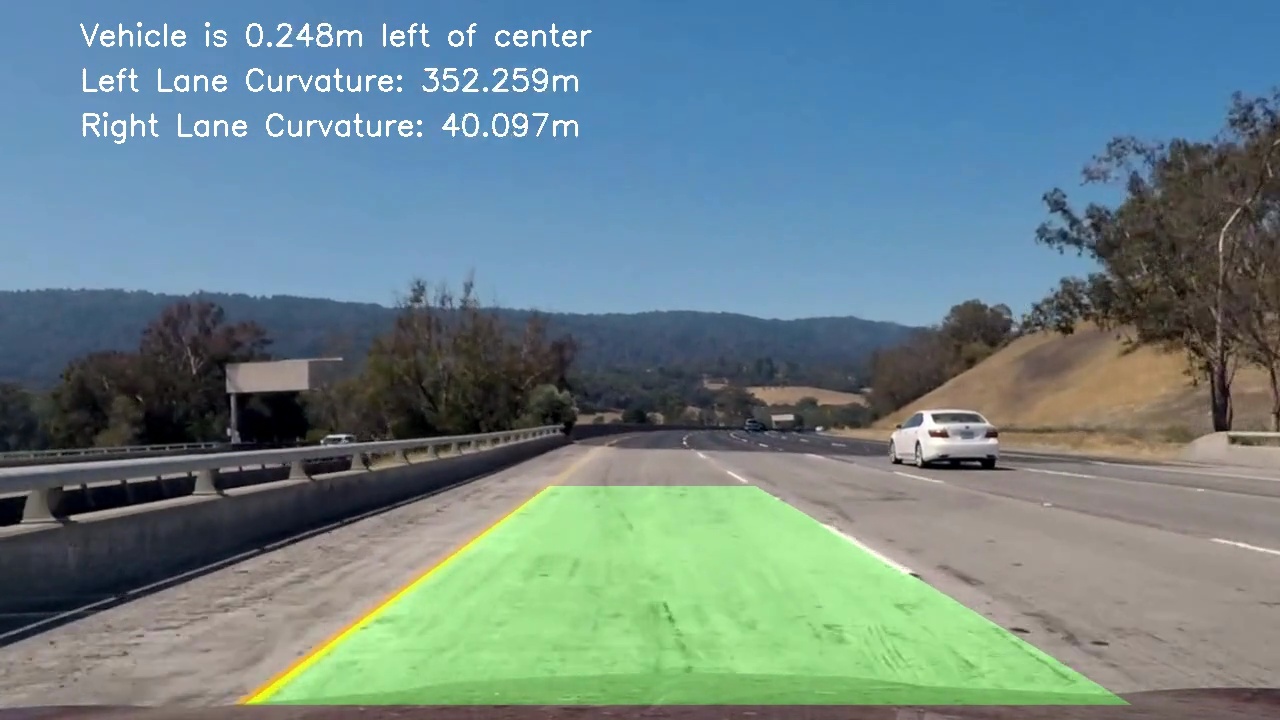 Vehicle is 0.248m left of center
Left Lane Curvature: 352.259m
Right Lane Curvature: 40.097m